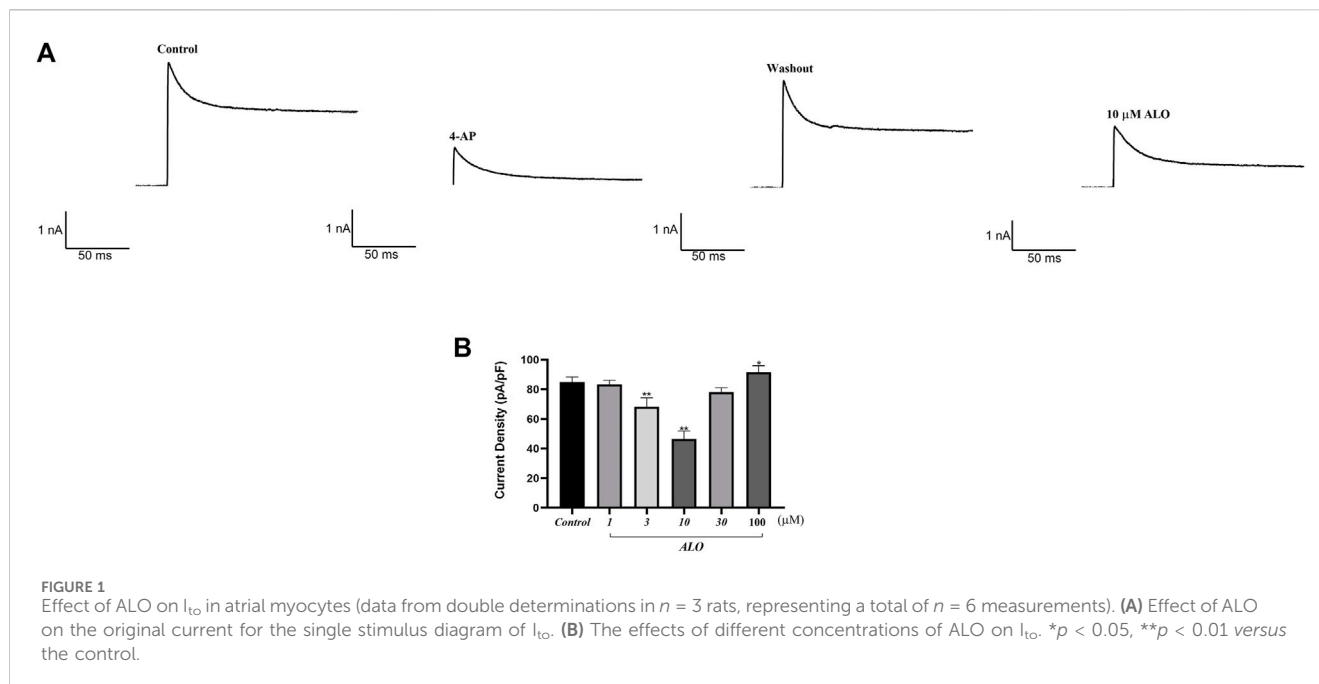 A
Control
4-AP
Washout
10 μM ALO
1 nA
50 ms
1 nA
50 ms
1 nA
50 ms
1 nA
50 ms
B
Current Density (pA/pF)
100
80
60
40
20
0
**
**
*
Control 1 3 10 30 100 (μM)
ALO
FIGURE 1
Effect of ALO on Ito in atrial myocytes (data from double determinations in n = 3 rats, representing a total of n = 6 measurements). (A) Effect of ALO
on the original current for the single stimulus diagram of Ito. (B) The effects of different concentrations of ALO on Ito. *p < 0.05, **p < 0.01 versus
the control.